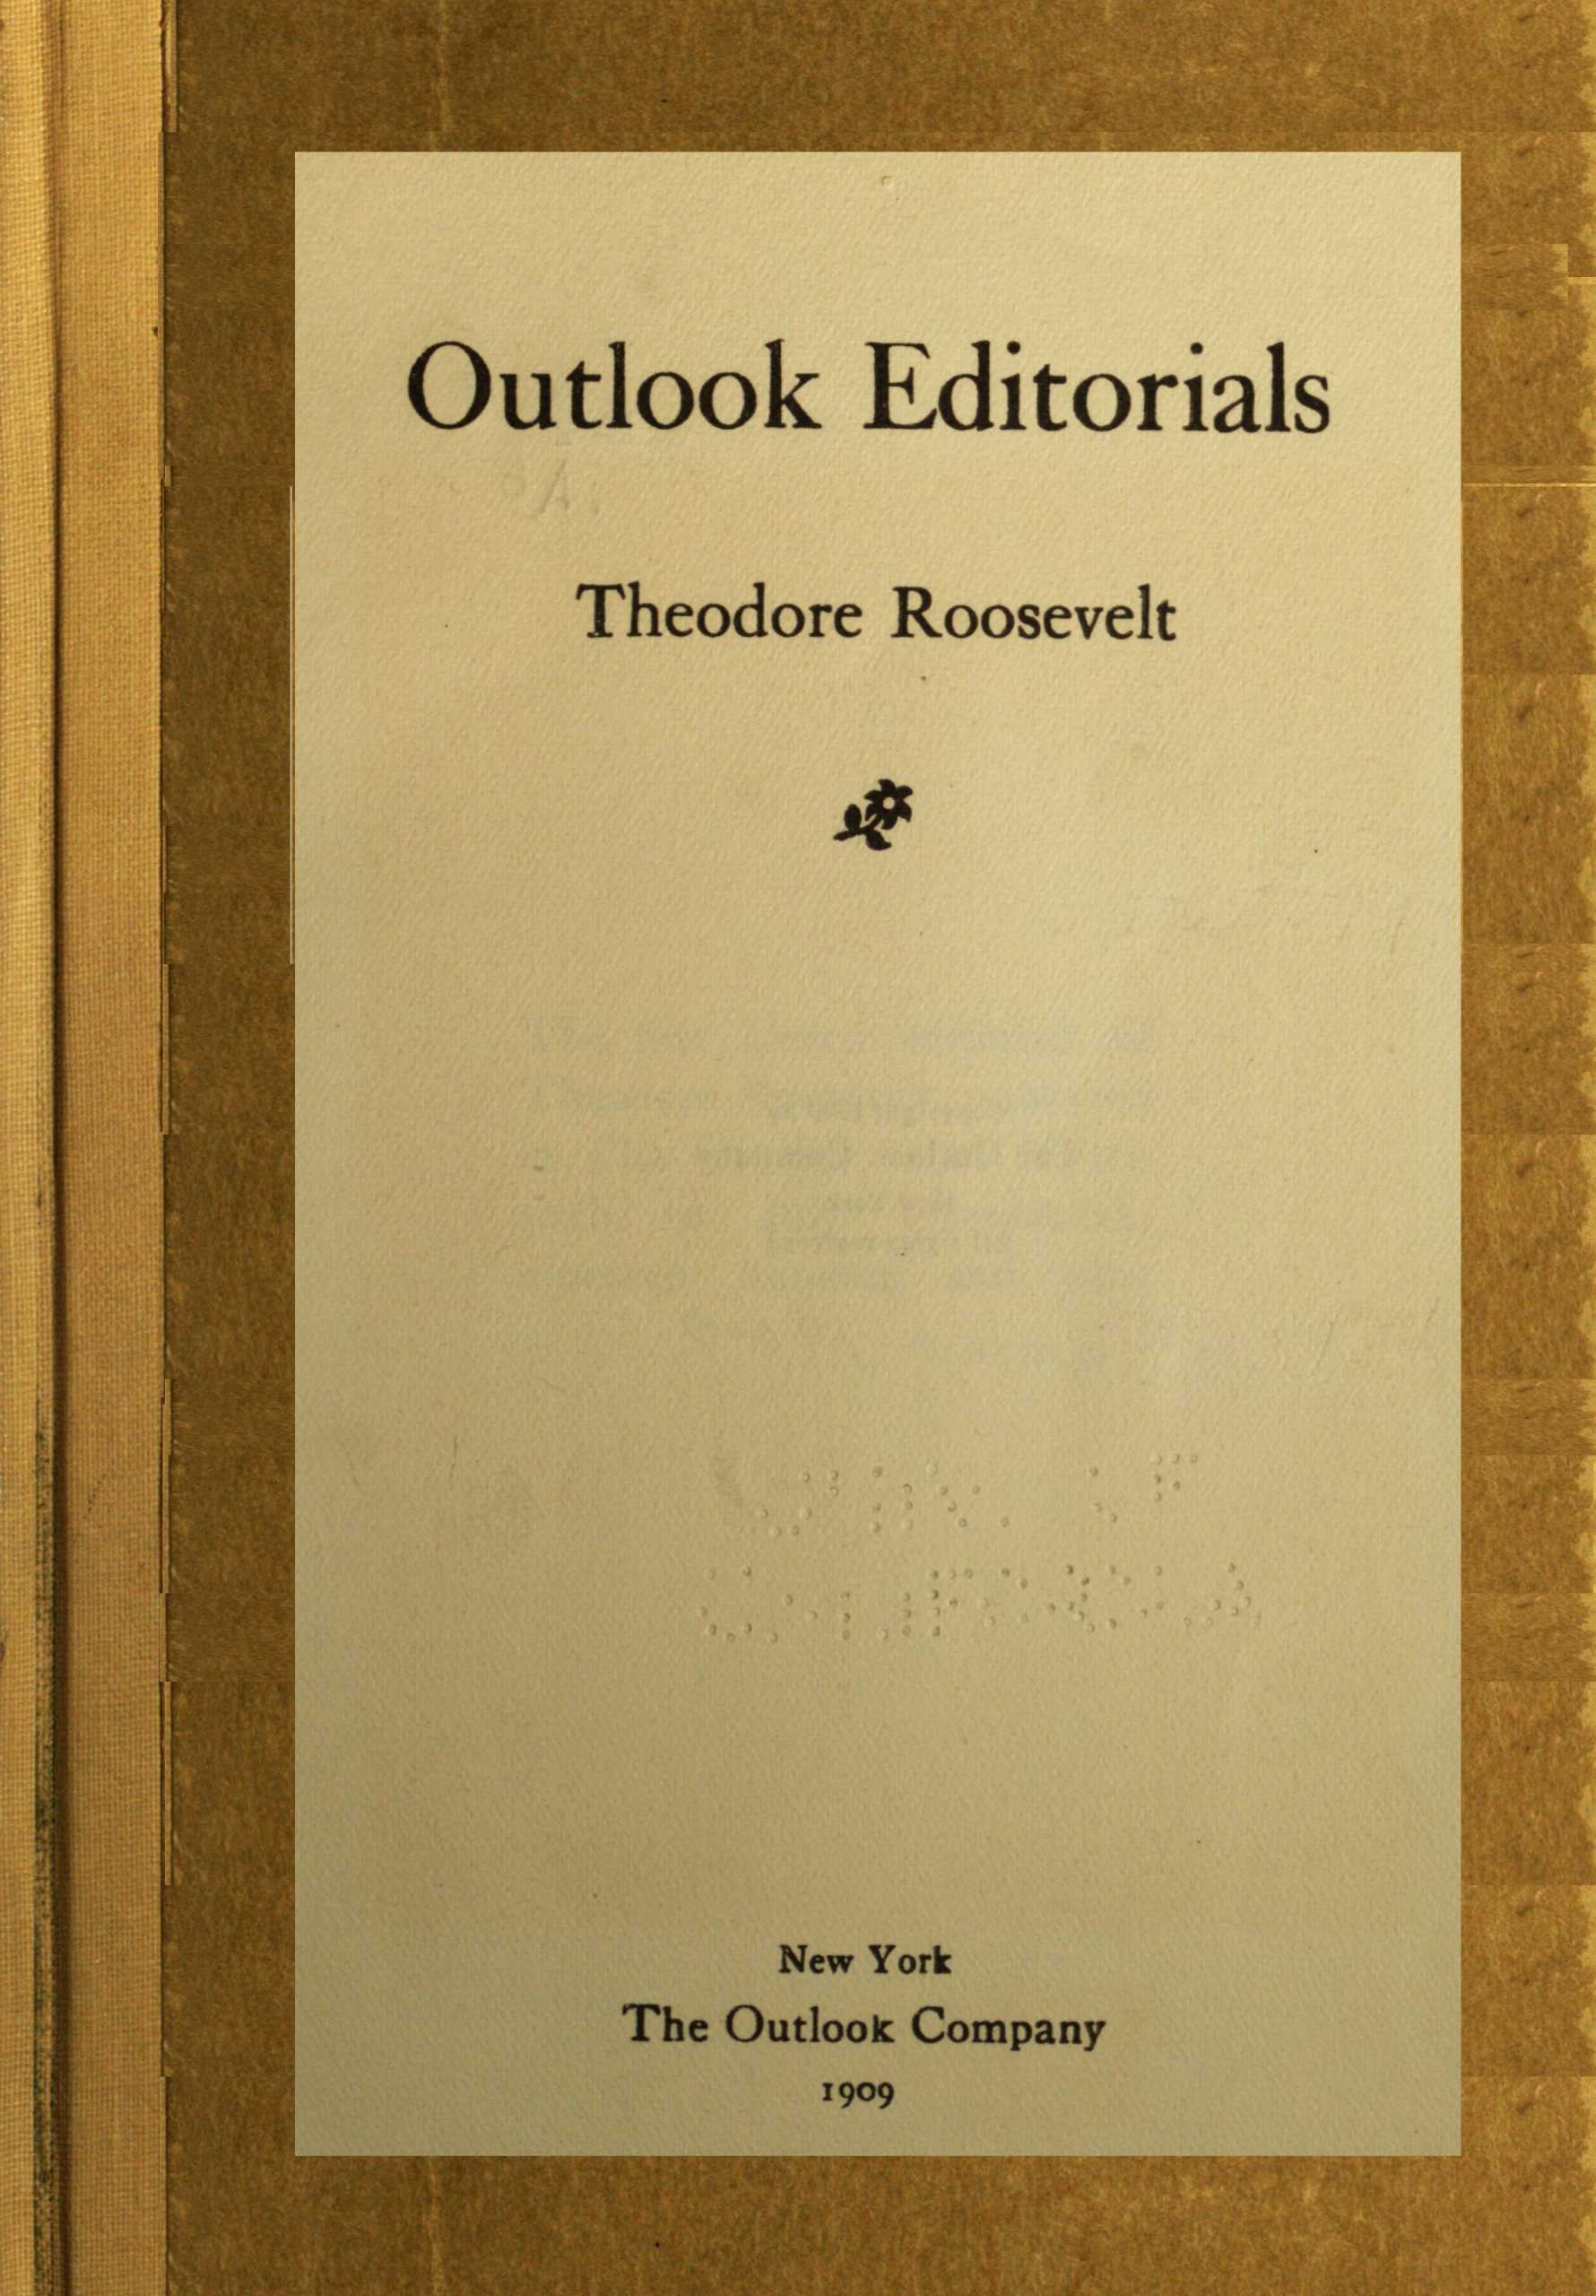 Outlook Editorials
Theodore Roosevelt
New York
The Outlook Company
1909